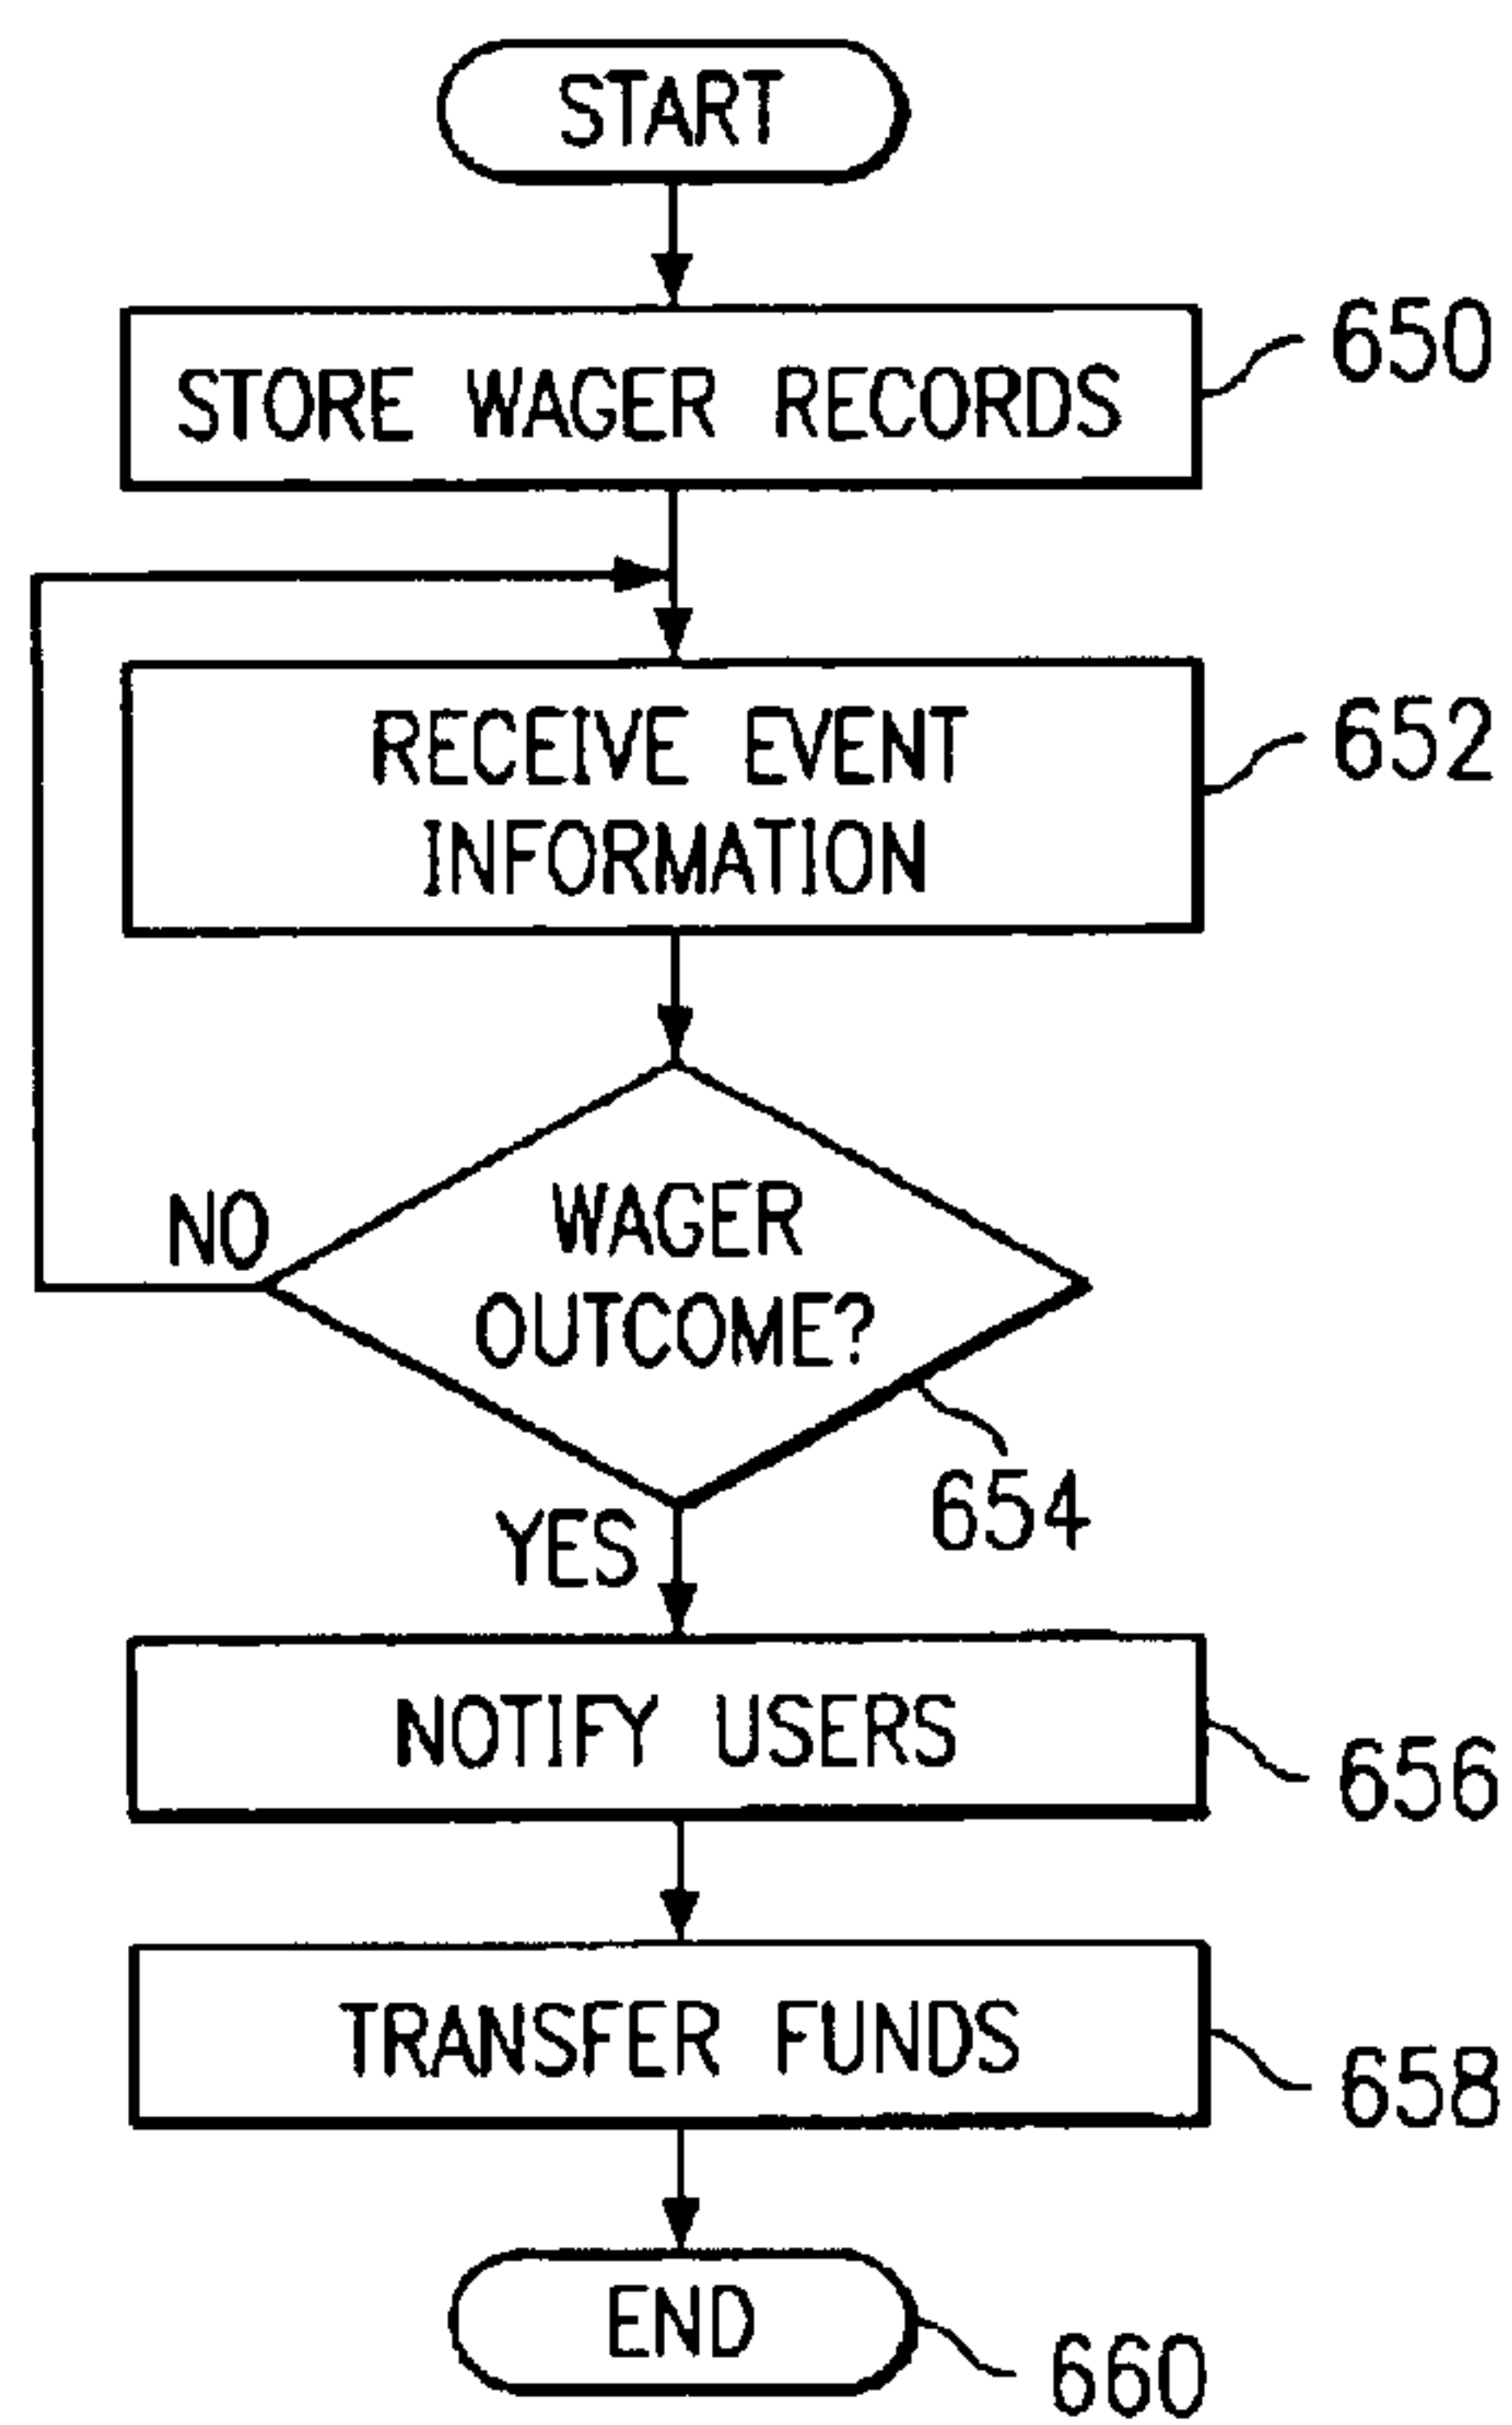 START
STORE WAGER RECORDS
650
RECEIVE EVENT
INFORMATION
652
WAGER
OUTCOME?
NO
654
YES
NOTIFY USERS
656
TRANSFER FUNDS
658
END
660